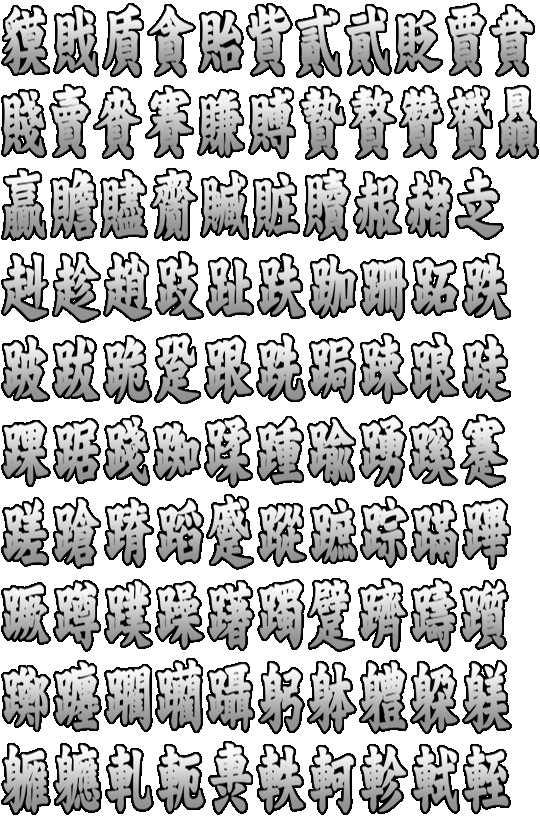 貘戝貭貪貽貲貳貮貶賈賁
賤賣賚賽賺賻贄贅贊贇贔
贏贍贐齎贓賍贖赧赭赱
赳趁趙跂趾趺跏跚跖跌
跛跋跪跫跟跣跼踈踉跿
踝踞踐踟蹂踵踰踴蹊蹇
蹉蹌蹐蹈蹙蹤蹠踪蹣蹕
蹶蹲蹼躁躇躅躄躋躊躓
躑躔躙躪躡躬躰軆躱躾
軅軈軋軛軣軼軻軫軾輊